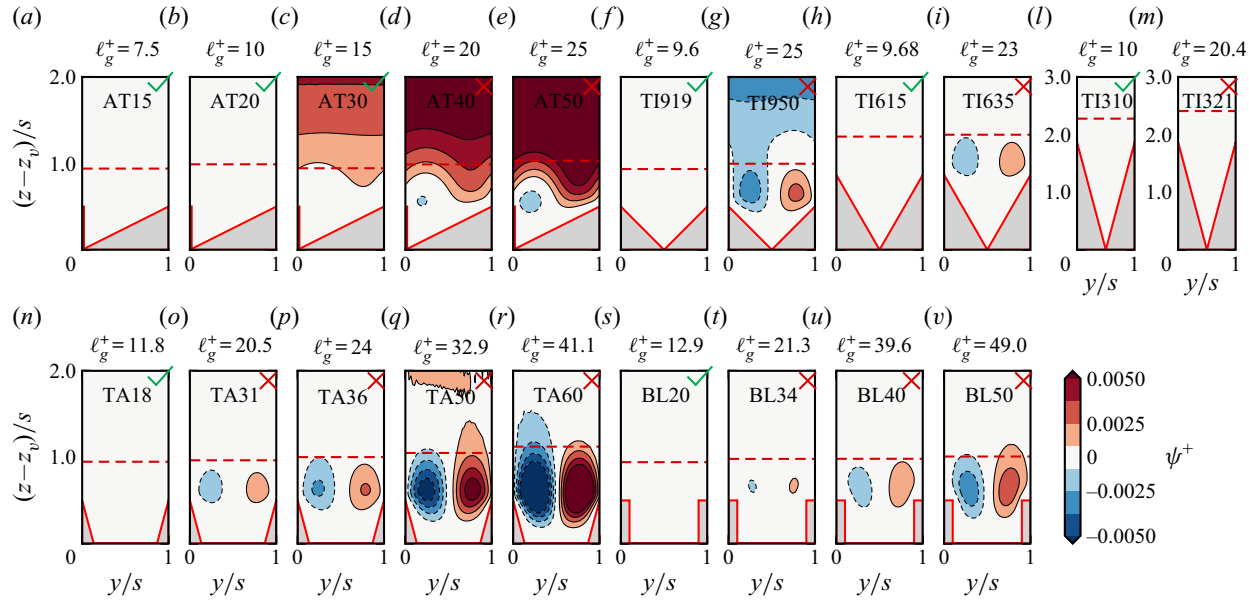 (a) (b) (c) (d) (e) (f) (g) (h) (i) (l) (m)
ℓg+ = 7.5 ℓg+ = 10 ℓg+ = 15 ℓg+ = 20 ℓg+ = 25 ℓg+ = 9.6 ℓg+ = 25 ℓg+ = 9.68 ℓg+ = 23 ℓg+ = 10 ℓg+ = 20.4
2.0 3.0 3.0
AT15 AT20 AT30 AT40 AT50 TI919 TI950 TI615 TI635 TI310 TI321
2.0 2.0
(z−zv)/s 1.0
1.0 1.0
0 1 0 1 0 1 0 1 0 1 0 1 0 1 0 1 0 1 0 1 0 1
y/s y/s
(n) (o) (p) (q) (r) (s) (t) (u) (v)
ℓg+ = 11.8 ℓg+ = 20.5 ℓg+ = 24 ℓg+ = 32.9 ℓg+ = 41.1 ℓg+ = 12.9 ℓg+ = 21.3 ℓg+ = 39.6 ℓg+ = 49.0
2.0
TA18 TA31 TA36 TA50 TA60 BL20 BL34 BL40 BL50
(z−zv)/s 1.0
0
0 1 0 1 0 1 0 1 0 1 0 1 0 1 0 1 0 1
y/s y/s y/s y/s y/s y/s y/s y/s y/s
0.0050
0.0025
0 ψ+
−0.0025
−0.0050